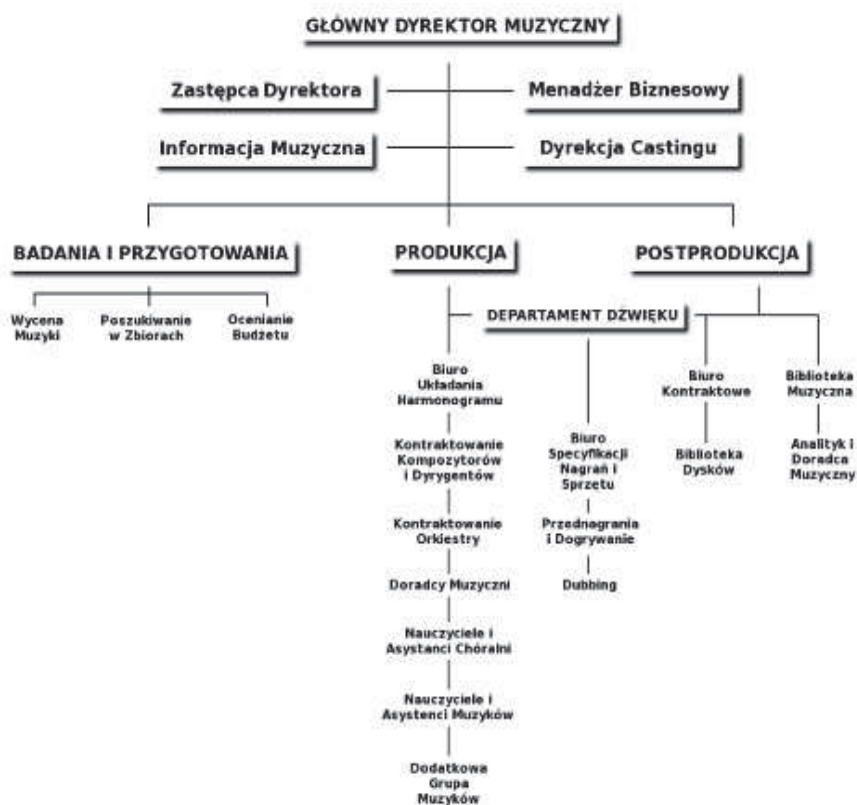 GŁÓWNY DYREKTOR MUZYCZNY
Zastępca Dyrektora
Menadżer Biznesowy
Informacja Muzyczna
Dyrekcja Castingu
BADANIA I PRZYGOTOWANIA
PRODUKCJA
POSTPRODUKCJA
Wycena
Muzyki
Poszukiwanie
w Zbiorach
Ocenianie
Budżetu
DEPARTAMENT DŹWIĘKU
Biuro
Układania
Harmonogramu
Kontraktowanie
Kompozytorów
i Dyrygentów
Kontraktowanie
Orkiestry
Doradcy Muzyczni
Nauczyciele i
Asystanci Chóralni
Nauczyciele i
Asystenci Muzyków
Dodatkowa
Grupa
Muzyków
Biuro
Specyfikacji
Nagrań i
Sprzetu
Przednagrania
i Dogrywanie
Dubbing
Biuro
Kontraktowe
Biblioteka
Dysków
Biblioteka
Muzyczna
Analityk i
Doradca
Muzyczny